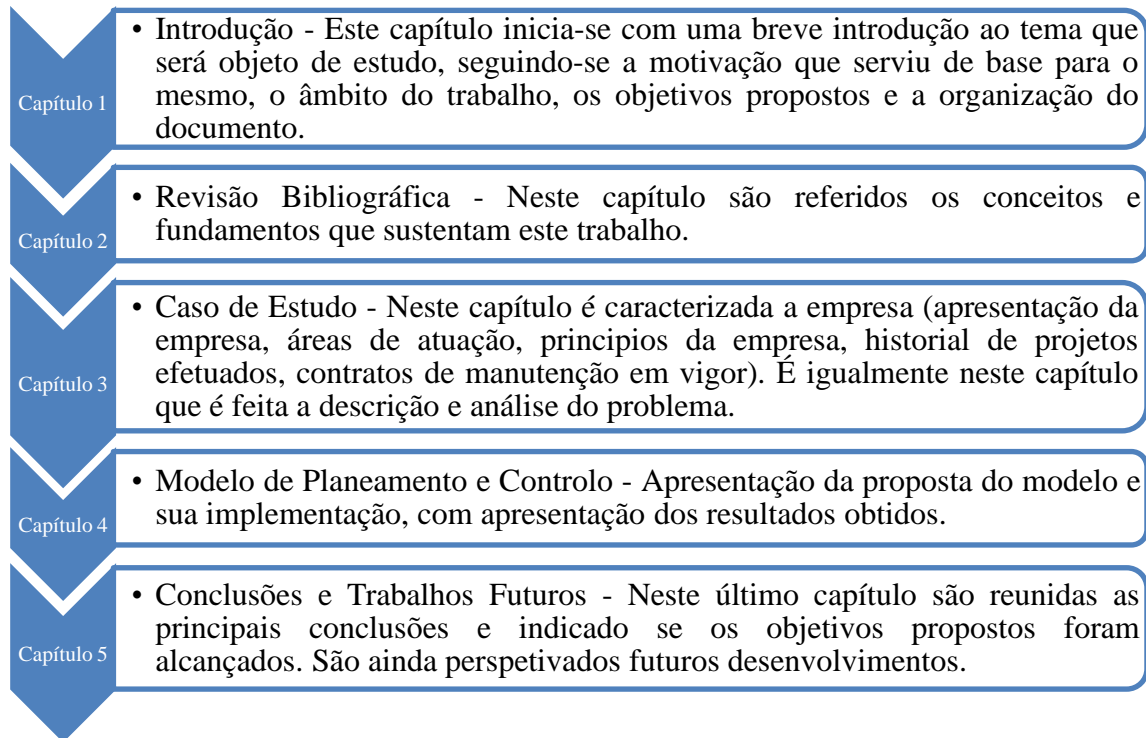 Capítulo 1
• Introdução - Este capítulo inicia-se com uma breve introdução ao tema que
será objeto de estudo, seguindo-se a motivação que serviu de base para o
mesmo, o âmbito do trabalho, os objetivos propostos e a organização do
documento.
Capítulo 2
• Revisão Bibliográfica - Neste capítulo são referidos os conceitos e
fundamentos que sustentam este trabalho.
Capítulo 3
• Caso de Estudo - Neste capítulo é caracterizada a empresa (apresentação da
empresa, áreas de atuação, principios da empresa, historial de projetos
efetuados, contratos de manutenção em vigor). É igualmente neste capítulo
que é feita a descrição e análise do problema.
Capítulo 4
• Modelo de Planeamento e Controlo - Apresentação da proposta do modelo e
sua implementação, com apresentação dos resultados obtidos.
Capítulo 5
• Conclusões e Trabalhos Futuros - Neste último capítulo são reunidas as
principais conclusões e indicado se os objetivos propostos foram
alcançados. São ainda perspetivados futuros desenvolvimentos.